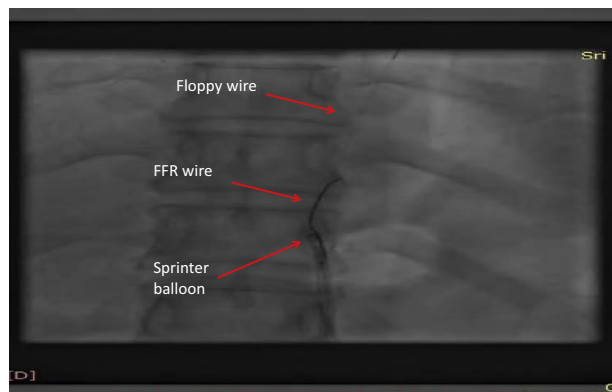 Sri
Floppy wire
FFR wire
Sprinter
balloon
[D]